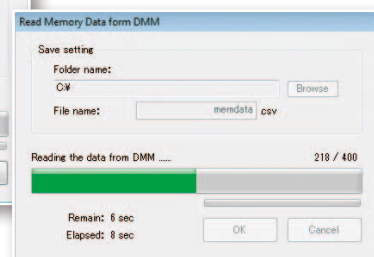 Read Memory Data form DMM
Save setting
Folder name:
C:¥
Browse
File name:
memdata .csv
Reading the data from DMM ......
218 / 400
Remain: 6 sec
Elapsed: 8 sec
OK
Cancel